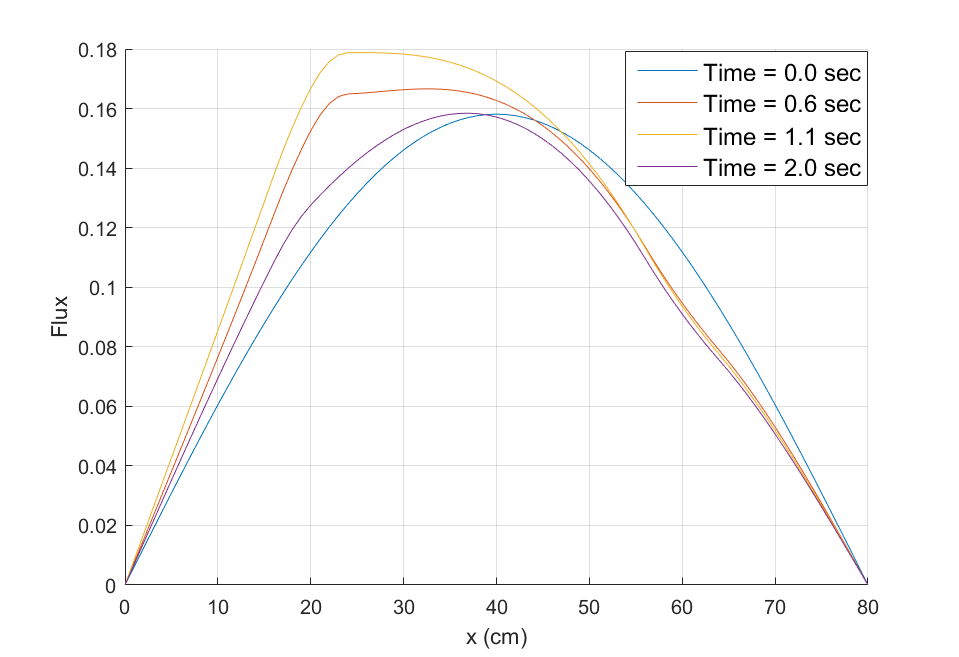 0.18
0.16
0.14
0.12
0.1
0.08
0.06
0.04
0.02
0
Flux
0 10 20 30 40 50 60 70 80
x (cm)
Time = 0.0 sec
Time = 0.6 sec
Time = 1.1 sec
Time = 2.0 sec